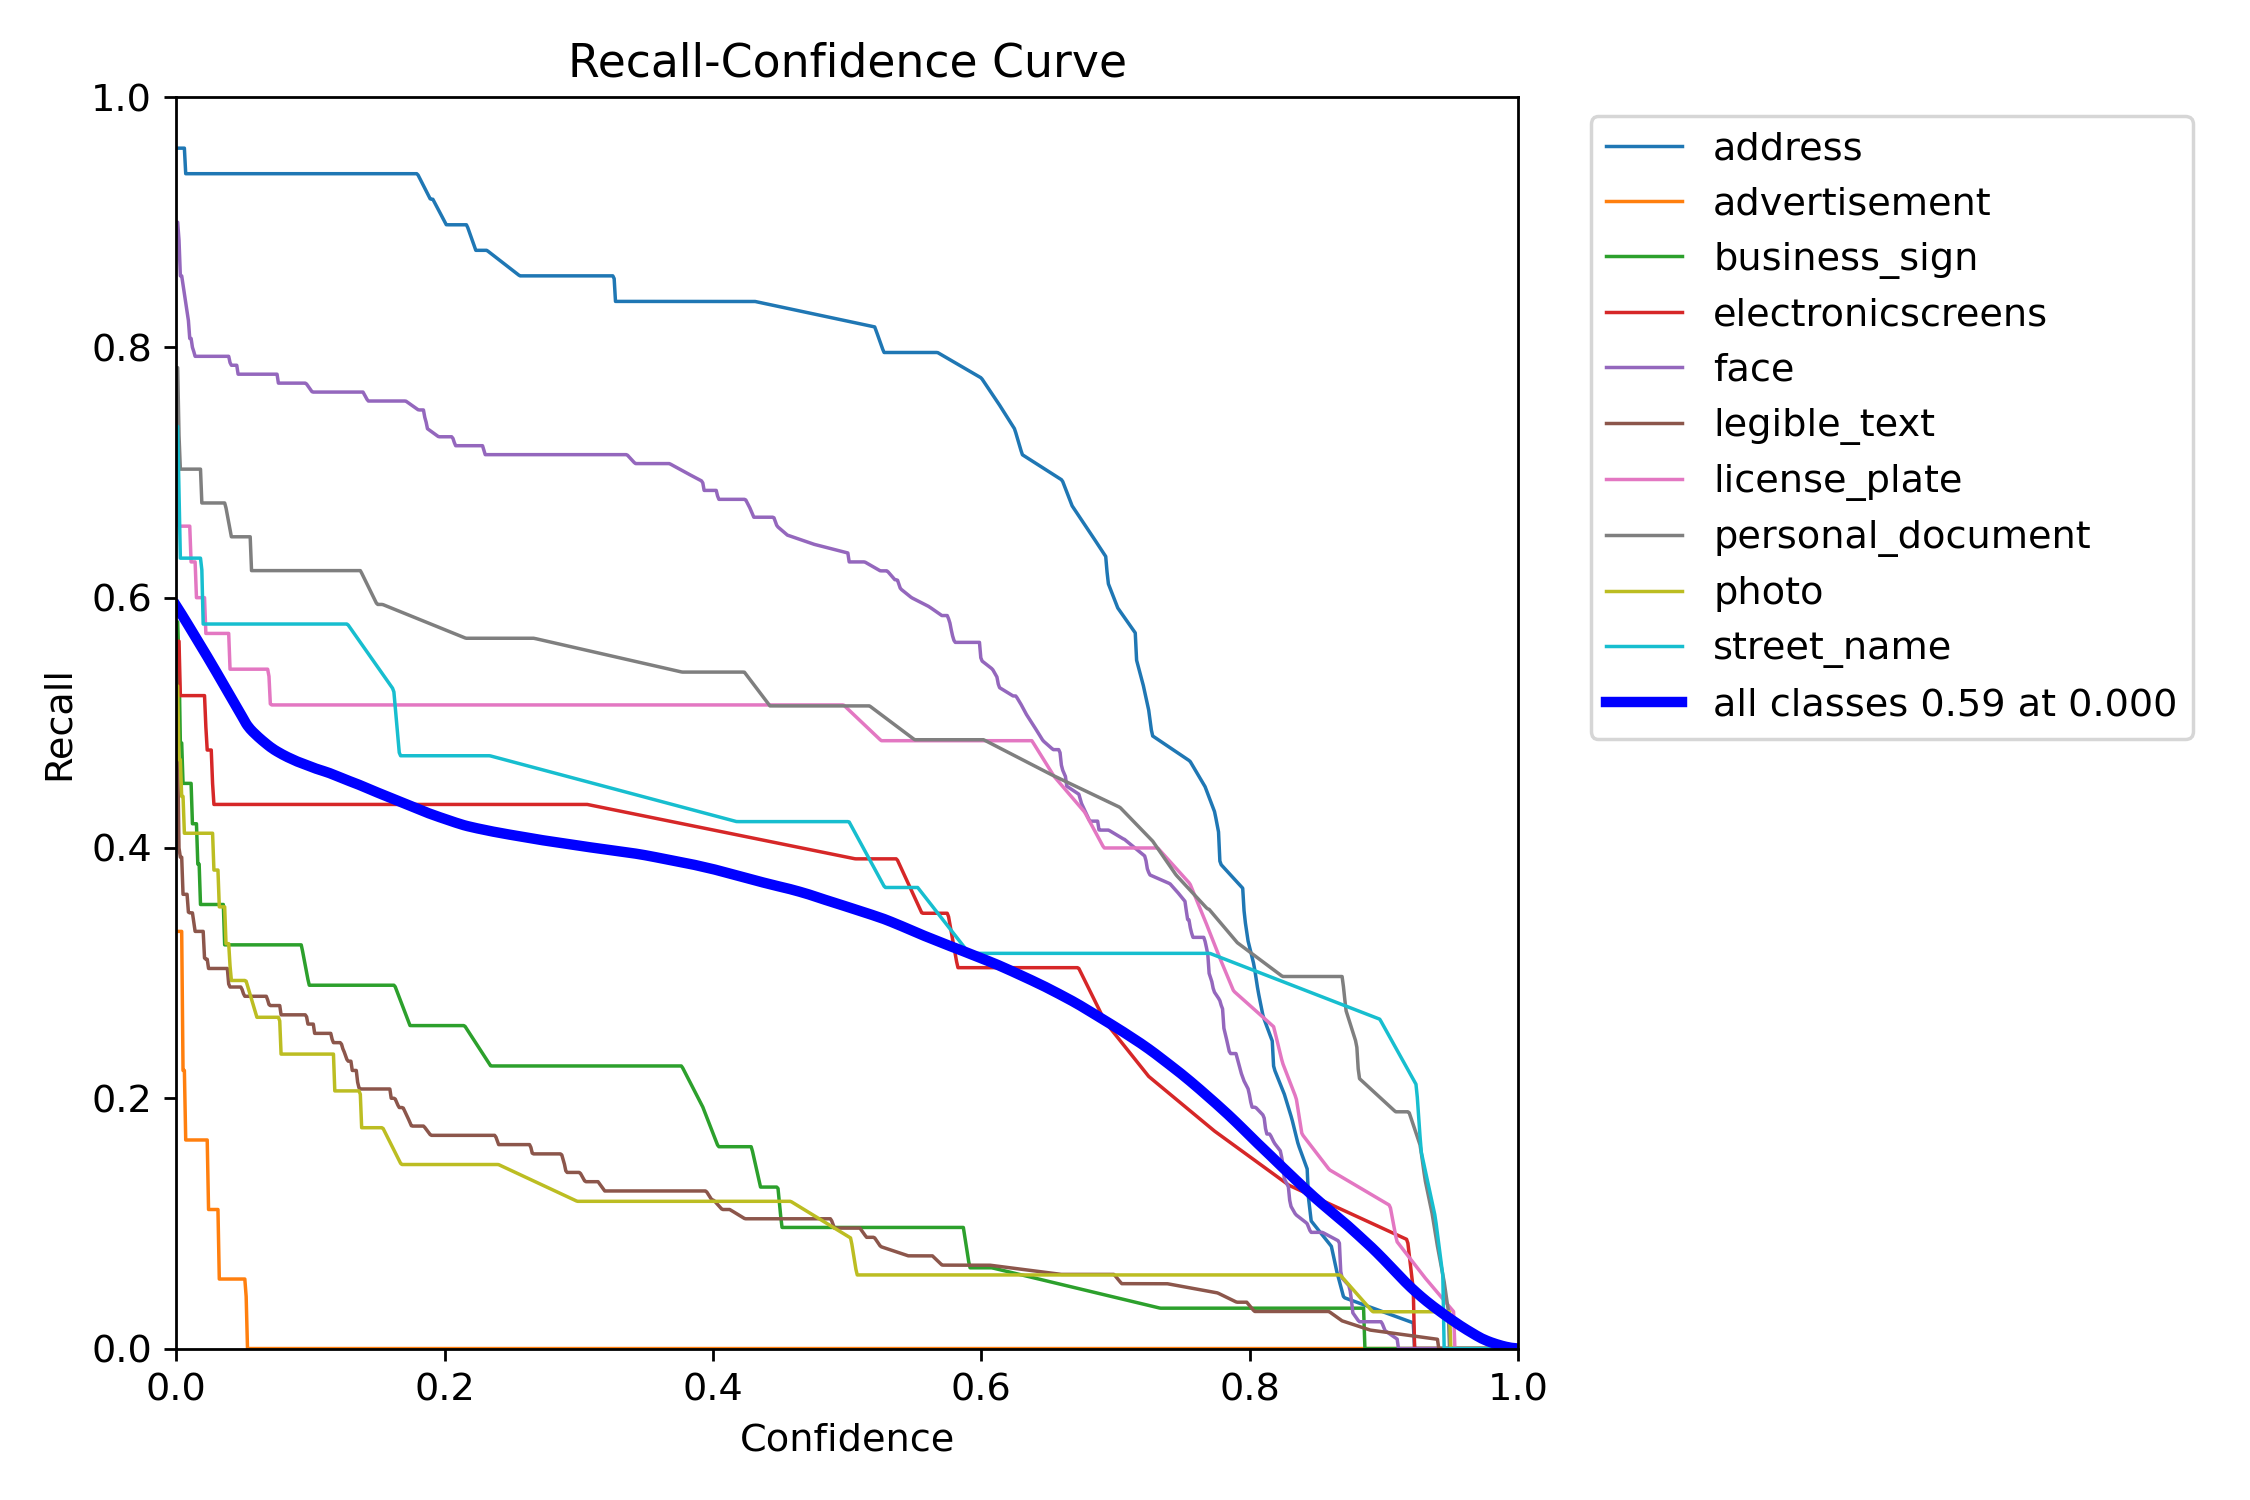 Recall-Confidence Curve
1.0
0.8
0.6
0.4
0.2
0.0
Recall
0.0 0.2 0.4 0.6 0.8 1.0
Confidence
address
advertisement
business_sign
electronicscreens
face
legible_text
license_plate
personal_document
photo
street_name
all classes 0.59 at 0.000